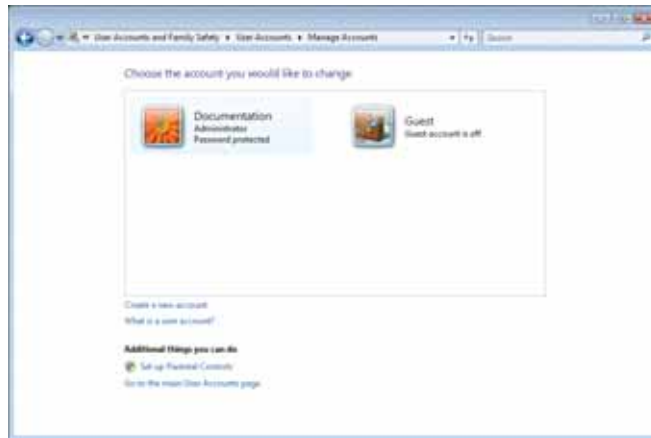 User Accounts and Family Safety ▸ User Accounts ▸ Manage Accounts
Search
Choose the account you would like to change
Documentation
Administrator
Password protected
Guest
Guest account is off
Create a new account
What is a user account?
Additional things you can do
Set up Parental Controls
Go to the main User Accounts page